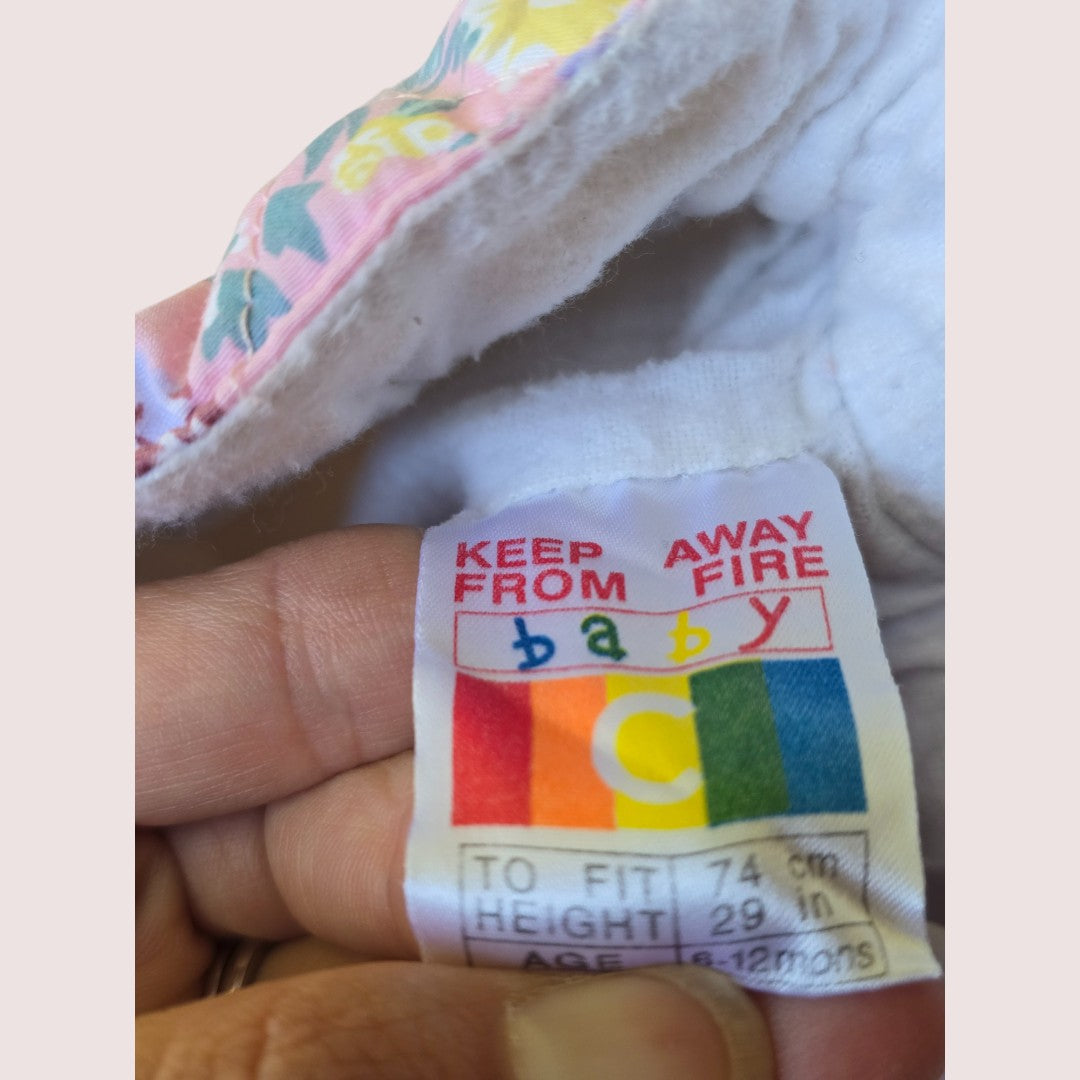 KEEP AWAY
FROM FIRE
baby
C
TO FIT 74 cm
HEIGHT 29 in
AGE 6-12mons